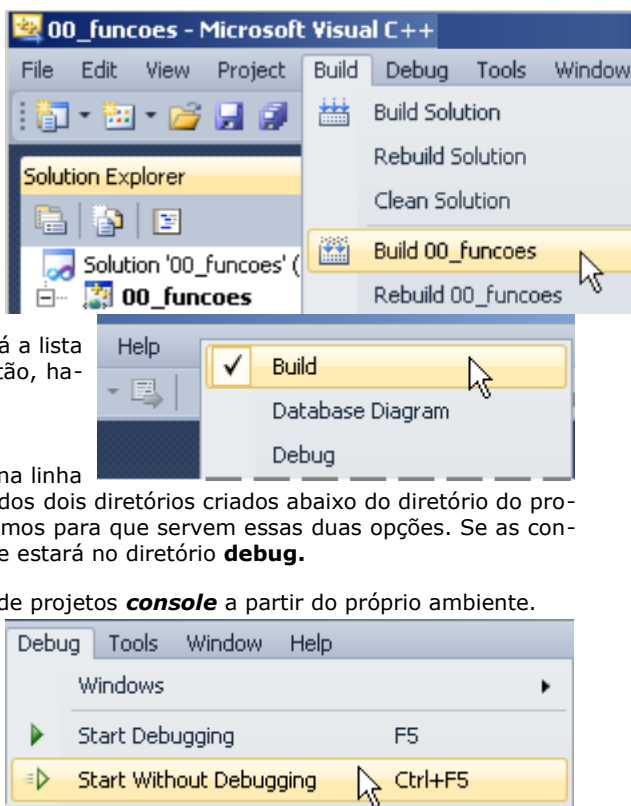 00_funcoes - Microsoft Visual C++
File Edit View Project Build Debug Tools Window
Build Solution
Rebuild Solution
Solution Explorer
Clean Solution
Build 00_funcoes
Solution '00_funcoes' (
00_funcoes
Rebuild 00_funcoes
á a lista
tão, ha-
Help
Build
Database Diagram
Debug
na linha
dos dois diretórios criados abaixo do diretório do pro-
mos para que servem essas duas opções. Se as con-
e estará no diretório debug.
de projetos console a partir do próprio ambiente.
Debug Tools Window Help
Windows
Start Debugging F5
Start Without Debugging Ctrl+F5